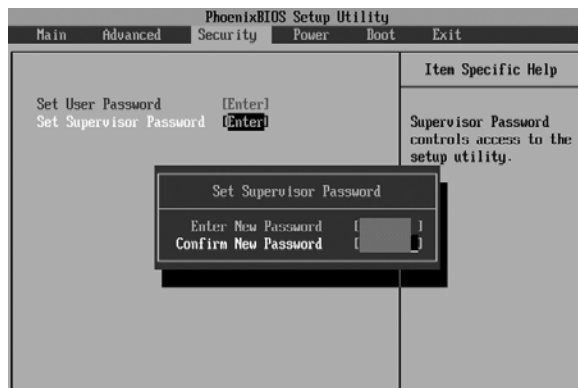 PhoenixBIOS Setup Utility
Main Advanced Security Power Boot Exit
Item Specific Help
Set User Password [Enter]
Set Supervisor Password [Enter]
Supervisor Password
controls access to the
setup utility.
Set Supervisor Password
Enter New Password [ ]
Confirm New Password [ ]